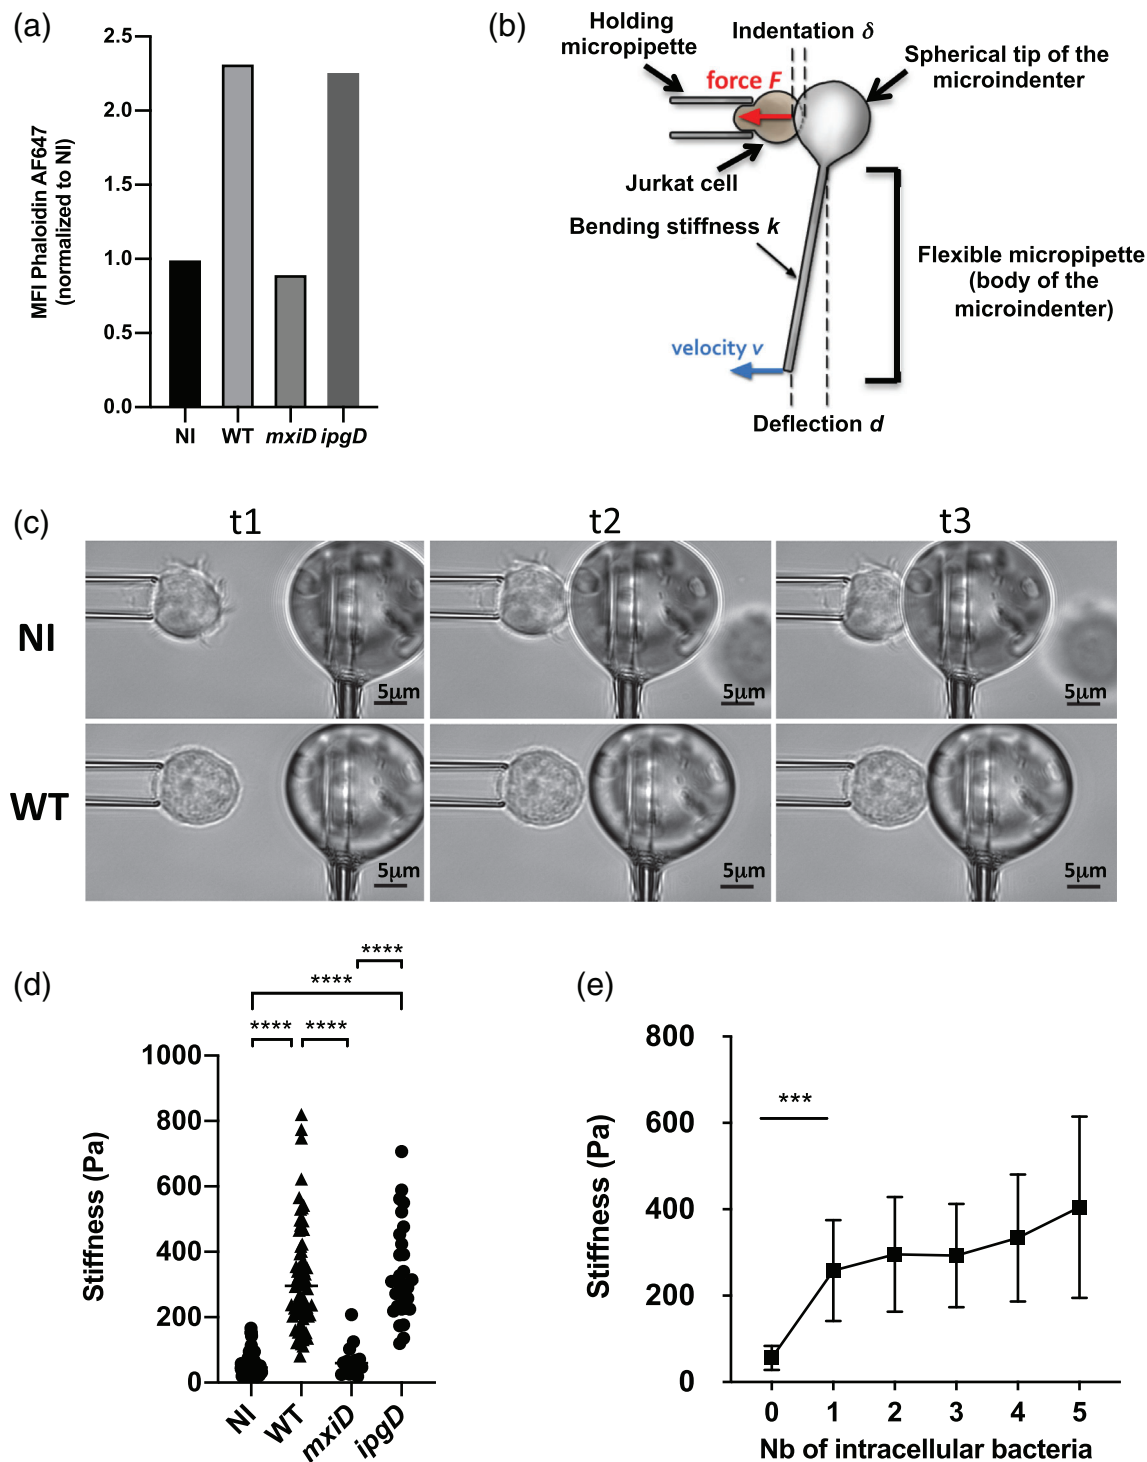 (a)
2.5
2.0
1.5
1.0
0.5
0.0
MFI Phaloidin AF647
(normalized to NI)
NI WT mxiD ipgD
(b)
Holding
micropipette
Indentation δ
Spherical tip of the
microindenter
force F
Jurkat cell
Bending stiffness k
Flexible micropipette
(body of the
microindenter)
velocity v
Deflection d
(c)
t1 t2 t3
NI
5µm 5µm 5µm
WT
5µm 5µm 5µm
(d)
****
****
**** ****
1000
800
600
400
200
0
Stiffness (Pa)
NI WT mxiD ipgD
(e)
800
600
400
200
0
Stiffness (Pa)
***
0 1 2 3 4 5
Nb of intracellular bacteria